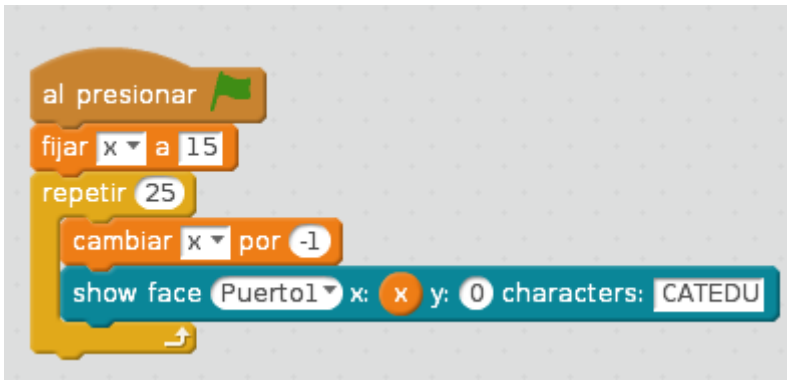 al presionar
fijar x a 15
repetir 25
cambiar x por -1
show face Puerto1 x: x y: 0 characters: CATEDU